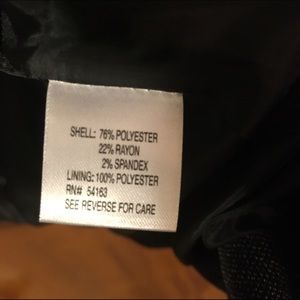 SHELL: 76% POLYESTER
22% RAYON
2% SPANDEX
LINING: 100% POLYESTER
RN# 54163
SEE REVERSE FOR CARE